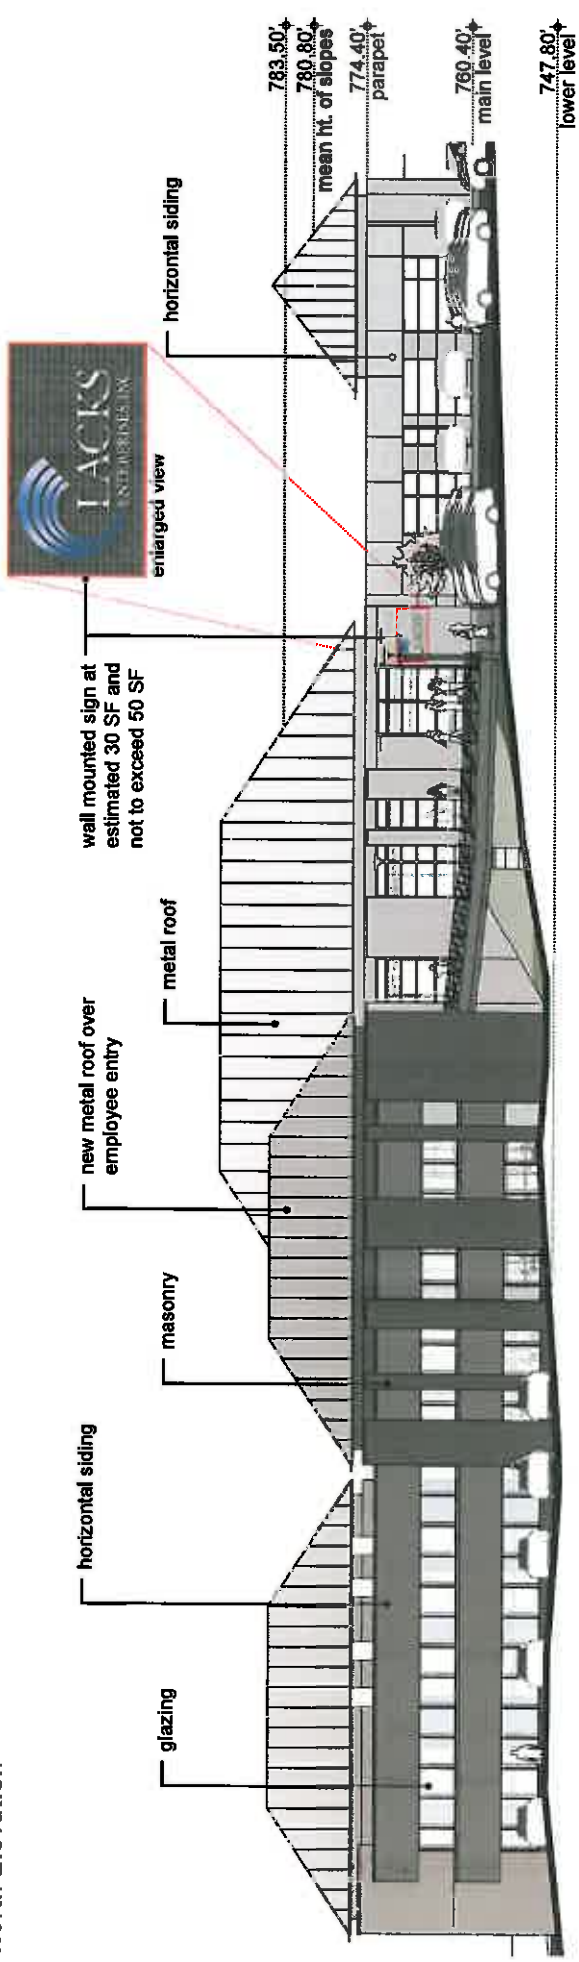 LACKS
ENTERPRISES, INC
enlarged view
wall mounted sign at
estimated 30 SF and
not to exceed 50 SF
horizontal siding
metal roof
new metal roof over
employee entry
masonry
horizontal siding
glazing
783.50'
780.80'
mean ht. of slopes
774.40'
parapet
760.40'
main level
747.80'
lower level